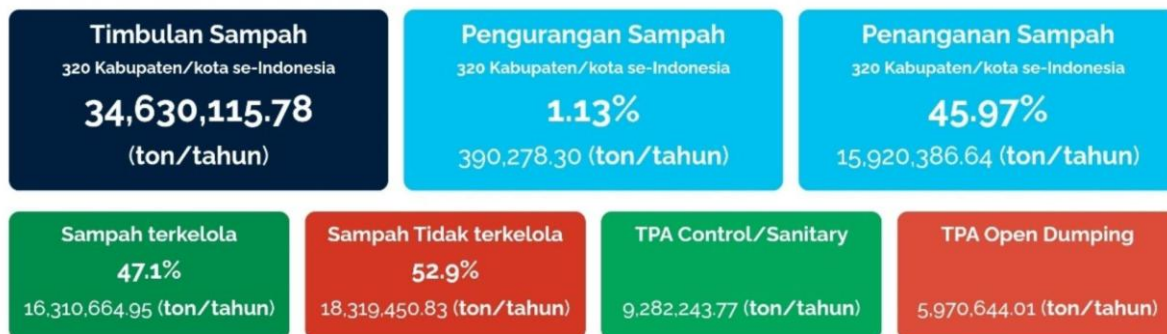 Timbulan Sampah
320 Kabupaten/kota se-Indonesia
34,630,115.78
(ton/tahun)
Pengurangan Sampah
320 Kabupaten/kota se-Indonesia
1.13%
390,278.30 (ton/tahun)
Penanganan Sampah
320 Kabupaten/kota se-Indonesia
45.97%
15,920,386.64 (ton/tahun)
Sampah terkelola
47.1%
16,310,664.95 (ton/tahun)
Sampah Tidak terkelola
52.9%
18,319,450.83 (ton/tahun)
TPA Control/Sanitary
9,282,243.77 (ton/tahun)
TPA Open Dumping
5,970,644.01 (ton/tahun)